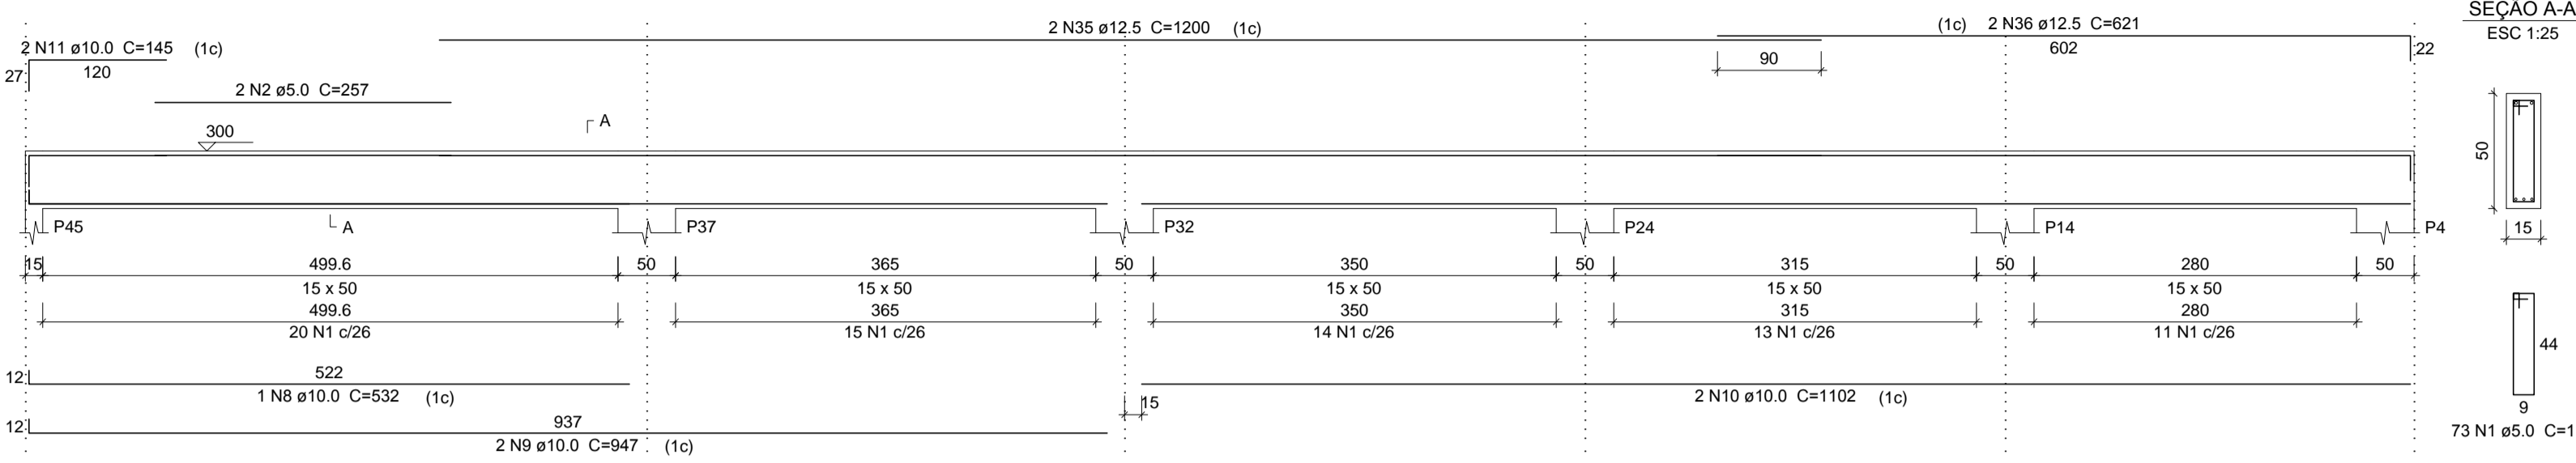 2 N35 ø12.5 C=1200 (1c)
(1c) 2 N36 ø12.5 C=621
SEÇÃO A-A
ESC 1:25
2 N11 ø10.0 C=145 (1c)
602
22
90
27
120
2 N2 ø5.0 C=257
A
300
50
15
A
P45
P37
P32
P24
P14
P4
15
499.6
50
365
50
350
50
315
50
280
50
15 x 50
15 x 50
15 x 50
15 x 50
15 x 50
499.6
365
350
315
280
20 N1 c/26
15 N1 c/26
14 N1 c/26
13 N1 c/26
11 N1 c/26
44
9
73 N1 ø5.0 C=1
12
522
1 N8 ø10.0 C=532 (1c)
15
2 N10 ø10.0 C=1102 (1c)
12
937
2 N9 ø10.0 C=947 (1c)